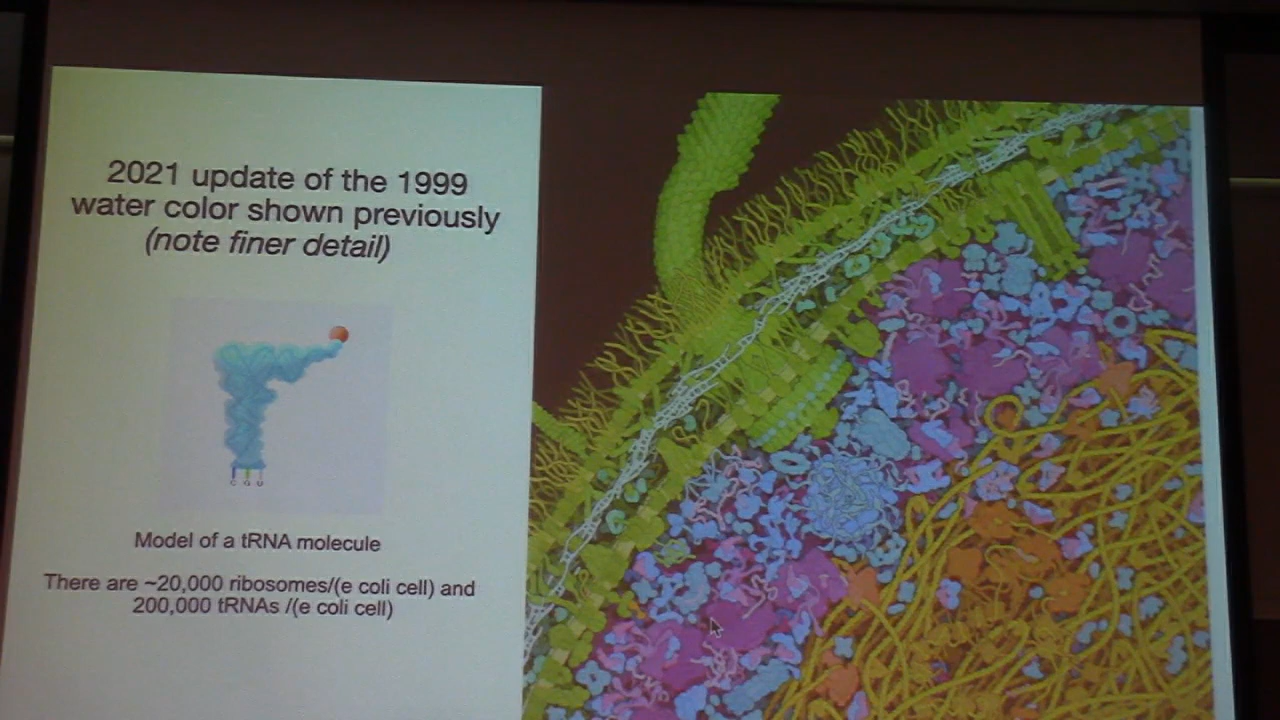 2021 update of the 1999
water color shown previously
(note finer detail)
C G U
Model of a tRNA molecule
There are ~20,000 ribosomes/(e coli cell) and
200,000 tRNAs /(e coli cell)